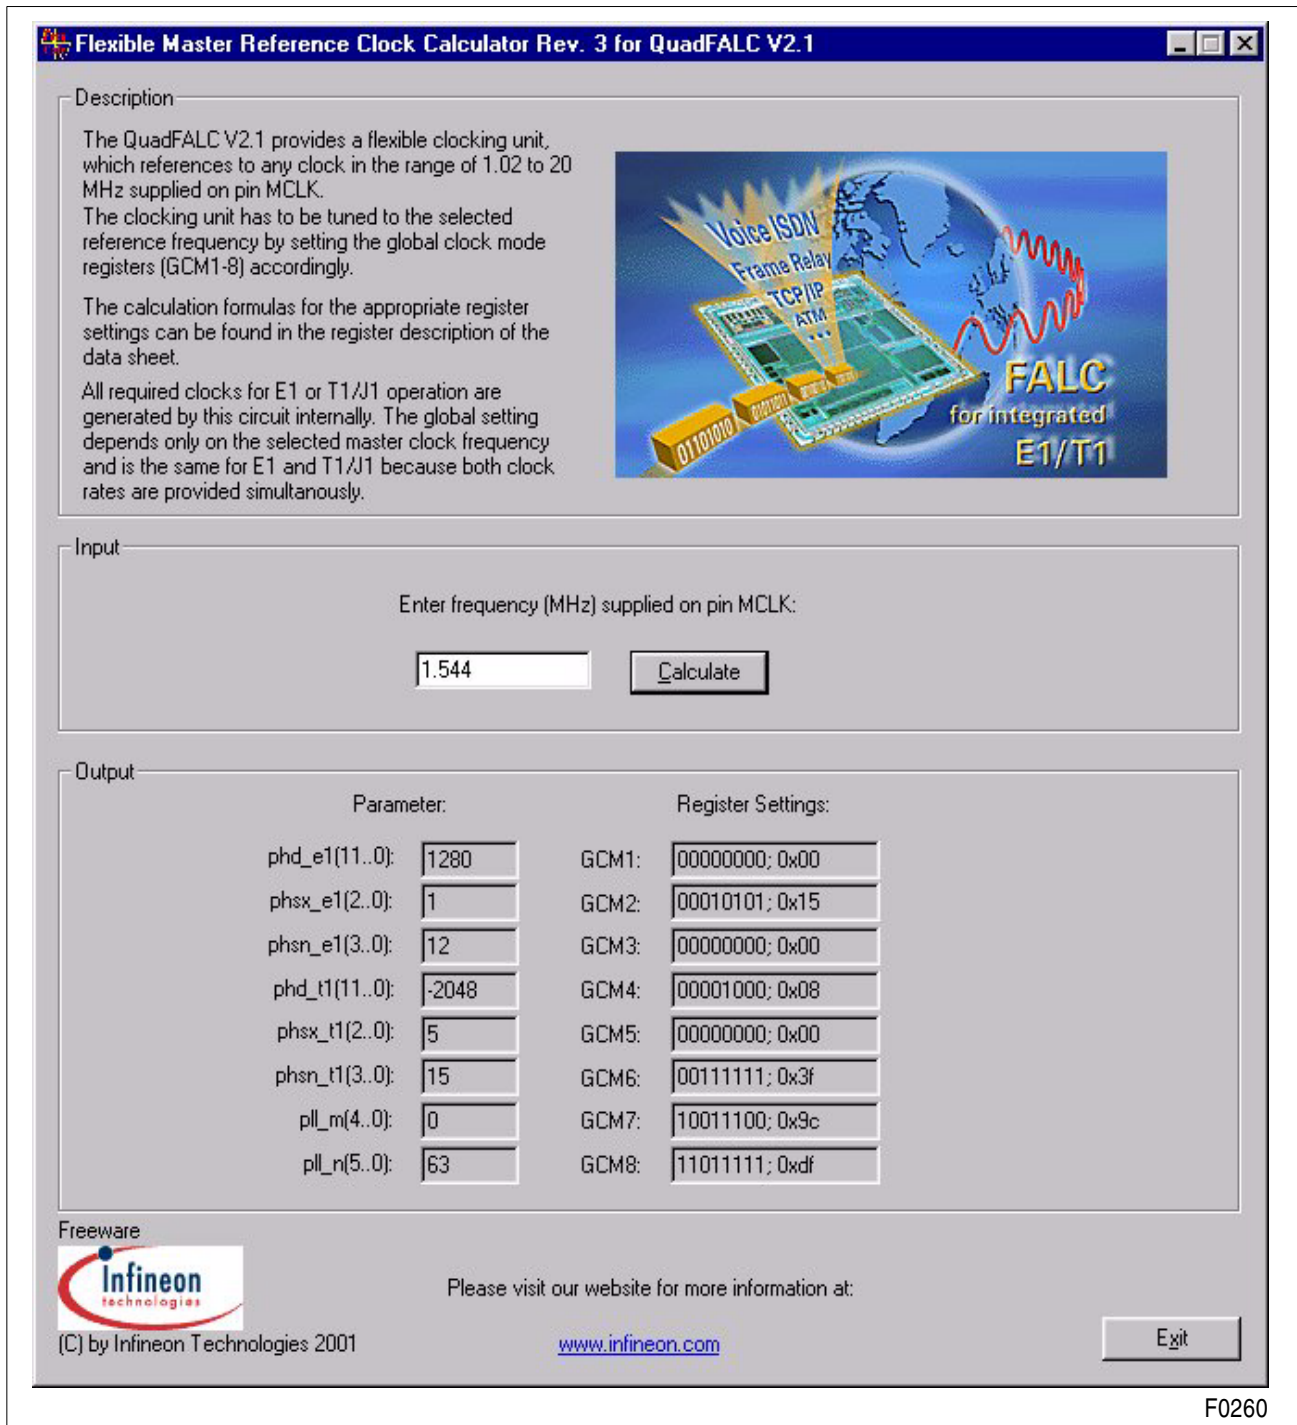 Flexible Master Reference Clock Calculator Rev. 3 for QuadFALC V2.1
Description
The QuadFALC V2.1 provides a flexible clocking unit,
which references to any clock in the range of 1.02 to 20
MHz supplied on pin MCLK.
The clocking unit has to be tuned to the selected
reference frequency by setting the global clock mode
registers (GCM1-8) accordingly.
The calculation formulas for the appropriate register
settings can be found in the register description of the
data sheet.
All required clocks for E1 or T1/J1 operation are
generated by this circuit internally. The global setting
depends only on the selected master clock frequency
and is the same for E1 and T1/J1 because both clock
rates are provided simultanously.
Voice ISDN
Frame Relay
TCP/IP
ATM
...
01101010
01011011
FALC
for integrated
E1/T1
Input
Enter frequency (MHz) supplied on pin MCLK:
1.544
Calculate
Output
Parameter: Register Settings:
phd_e1(11..0): 1280 GCM1: 00000000; 0x00
phsx_e1(2..0): 1 GCM2: 00010101; 0x15
phsn_e1(3..0): 12 GCM3: 00000000; 0x00
phd_t1(11..0): -2048 GCM4: 00001000; 0x08
phsx_t1(2..0): 5 GCM5: 00000000; 0x00
phsn_t1(3..0): 15 GCM6: 00111111; 0x3f
pll_m(4..0): 0 GCM7: 10011100; 0x9c
pll_n(5..0): 63 GCM8: 11011111; 0xdf
Freeware
Infineon
technologies
Please visit our website for more information at:
(C) by Infineon Technologies 2001
www.infineon.com
Exit
F0260